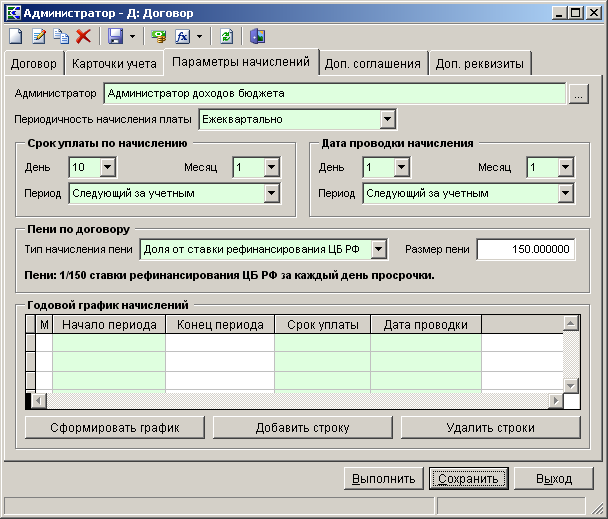 Администратор - Д: Договор
Договор Карточки учета Параметры начислений Доп. соглашения Доп. реквизиты
Администратор Администратор доходов бюджета ...
Периодичность начисления платы Ежеквартально
Срок уплаты по начислению
День 10 Месяц 1
Период Следующий за учетным
Дата проводки начисления
День 1 Месяц 1
Период Следующий за учетным
Пени по договору
Тип начисления пени Доля от ставки рефинансирования ЦБ РФ Размер пени 150.000000
Пени: 1/150 ставки рефинансирования ЦБ РФ за каждый день просрочки.
Годовой график начислений
М Начало периода Конец периода Срок уплаты Дата проводки
Сформировать график Добавить строку Удалить строки
Выполнить Сохранить Выход